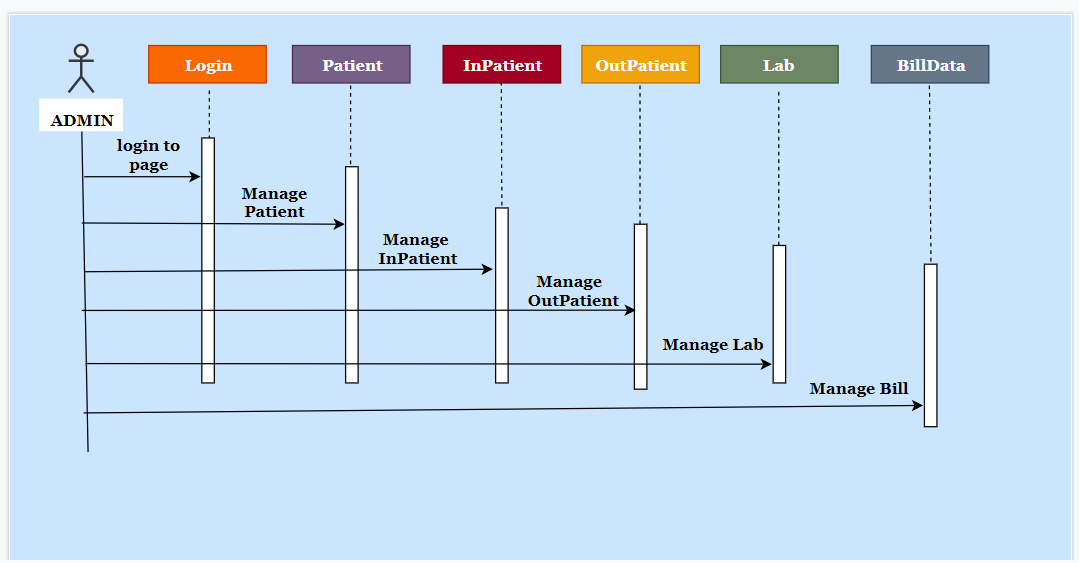 Login
Patient
InPatient
OutPatient
Lab
BillData
ADMIN
login to
page
Manage
Patient
Manage
InPatient
Manage
OutPatient
Manage Lab
Manage Bill